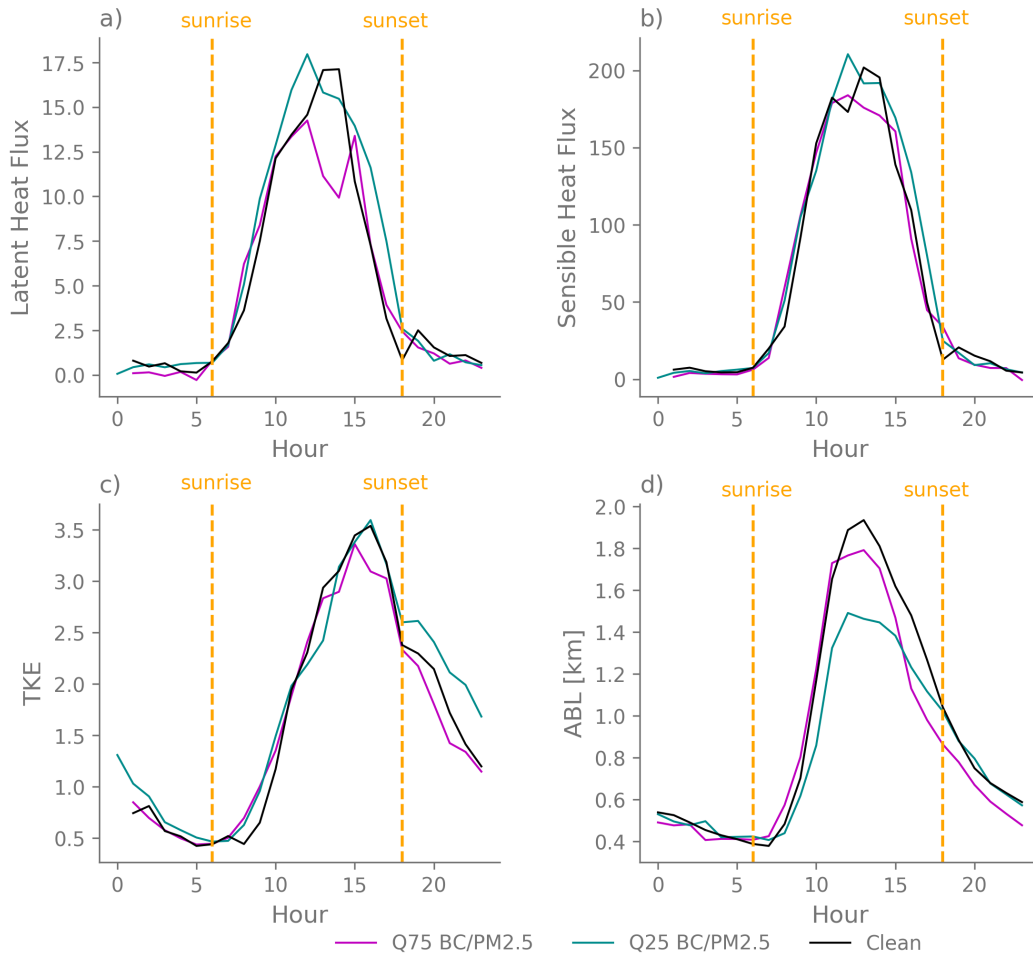 a)
sunrise
sunset
17.5
15.0
12.5
10.0
7.5
5.0
2.5
0.0
Latent Heat Flux
0 5 10 15 20
Hour
b)
sunrise
sunset
200
150
100
50
0
Sensible Heat Flux
0 5 10 15 20
Hour
c)
sunrise
sunset
3.5
3.0
2.5
2.0
1.5
1.0
0.5
TKE
0 5 10 15 20
Hour
d)
sunrise
sunset
2.0
1.8
1.6
1.4
1.2
1.0
0.8
0.6
0.4
ABL [km]
0 5 10 15 20
Hour
Q75 BC/PM2.5 Q25 BC/PM2.5 Clean